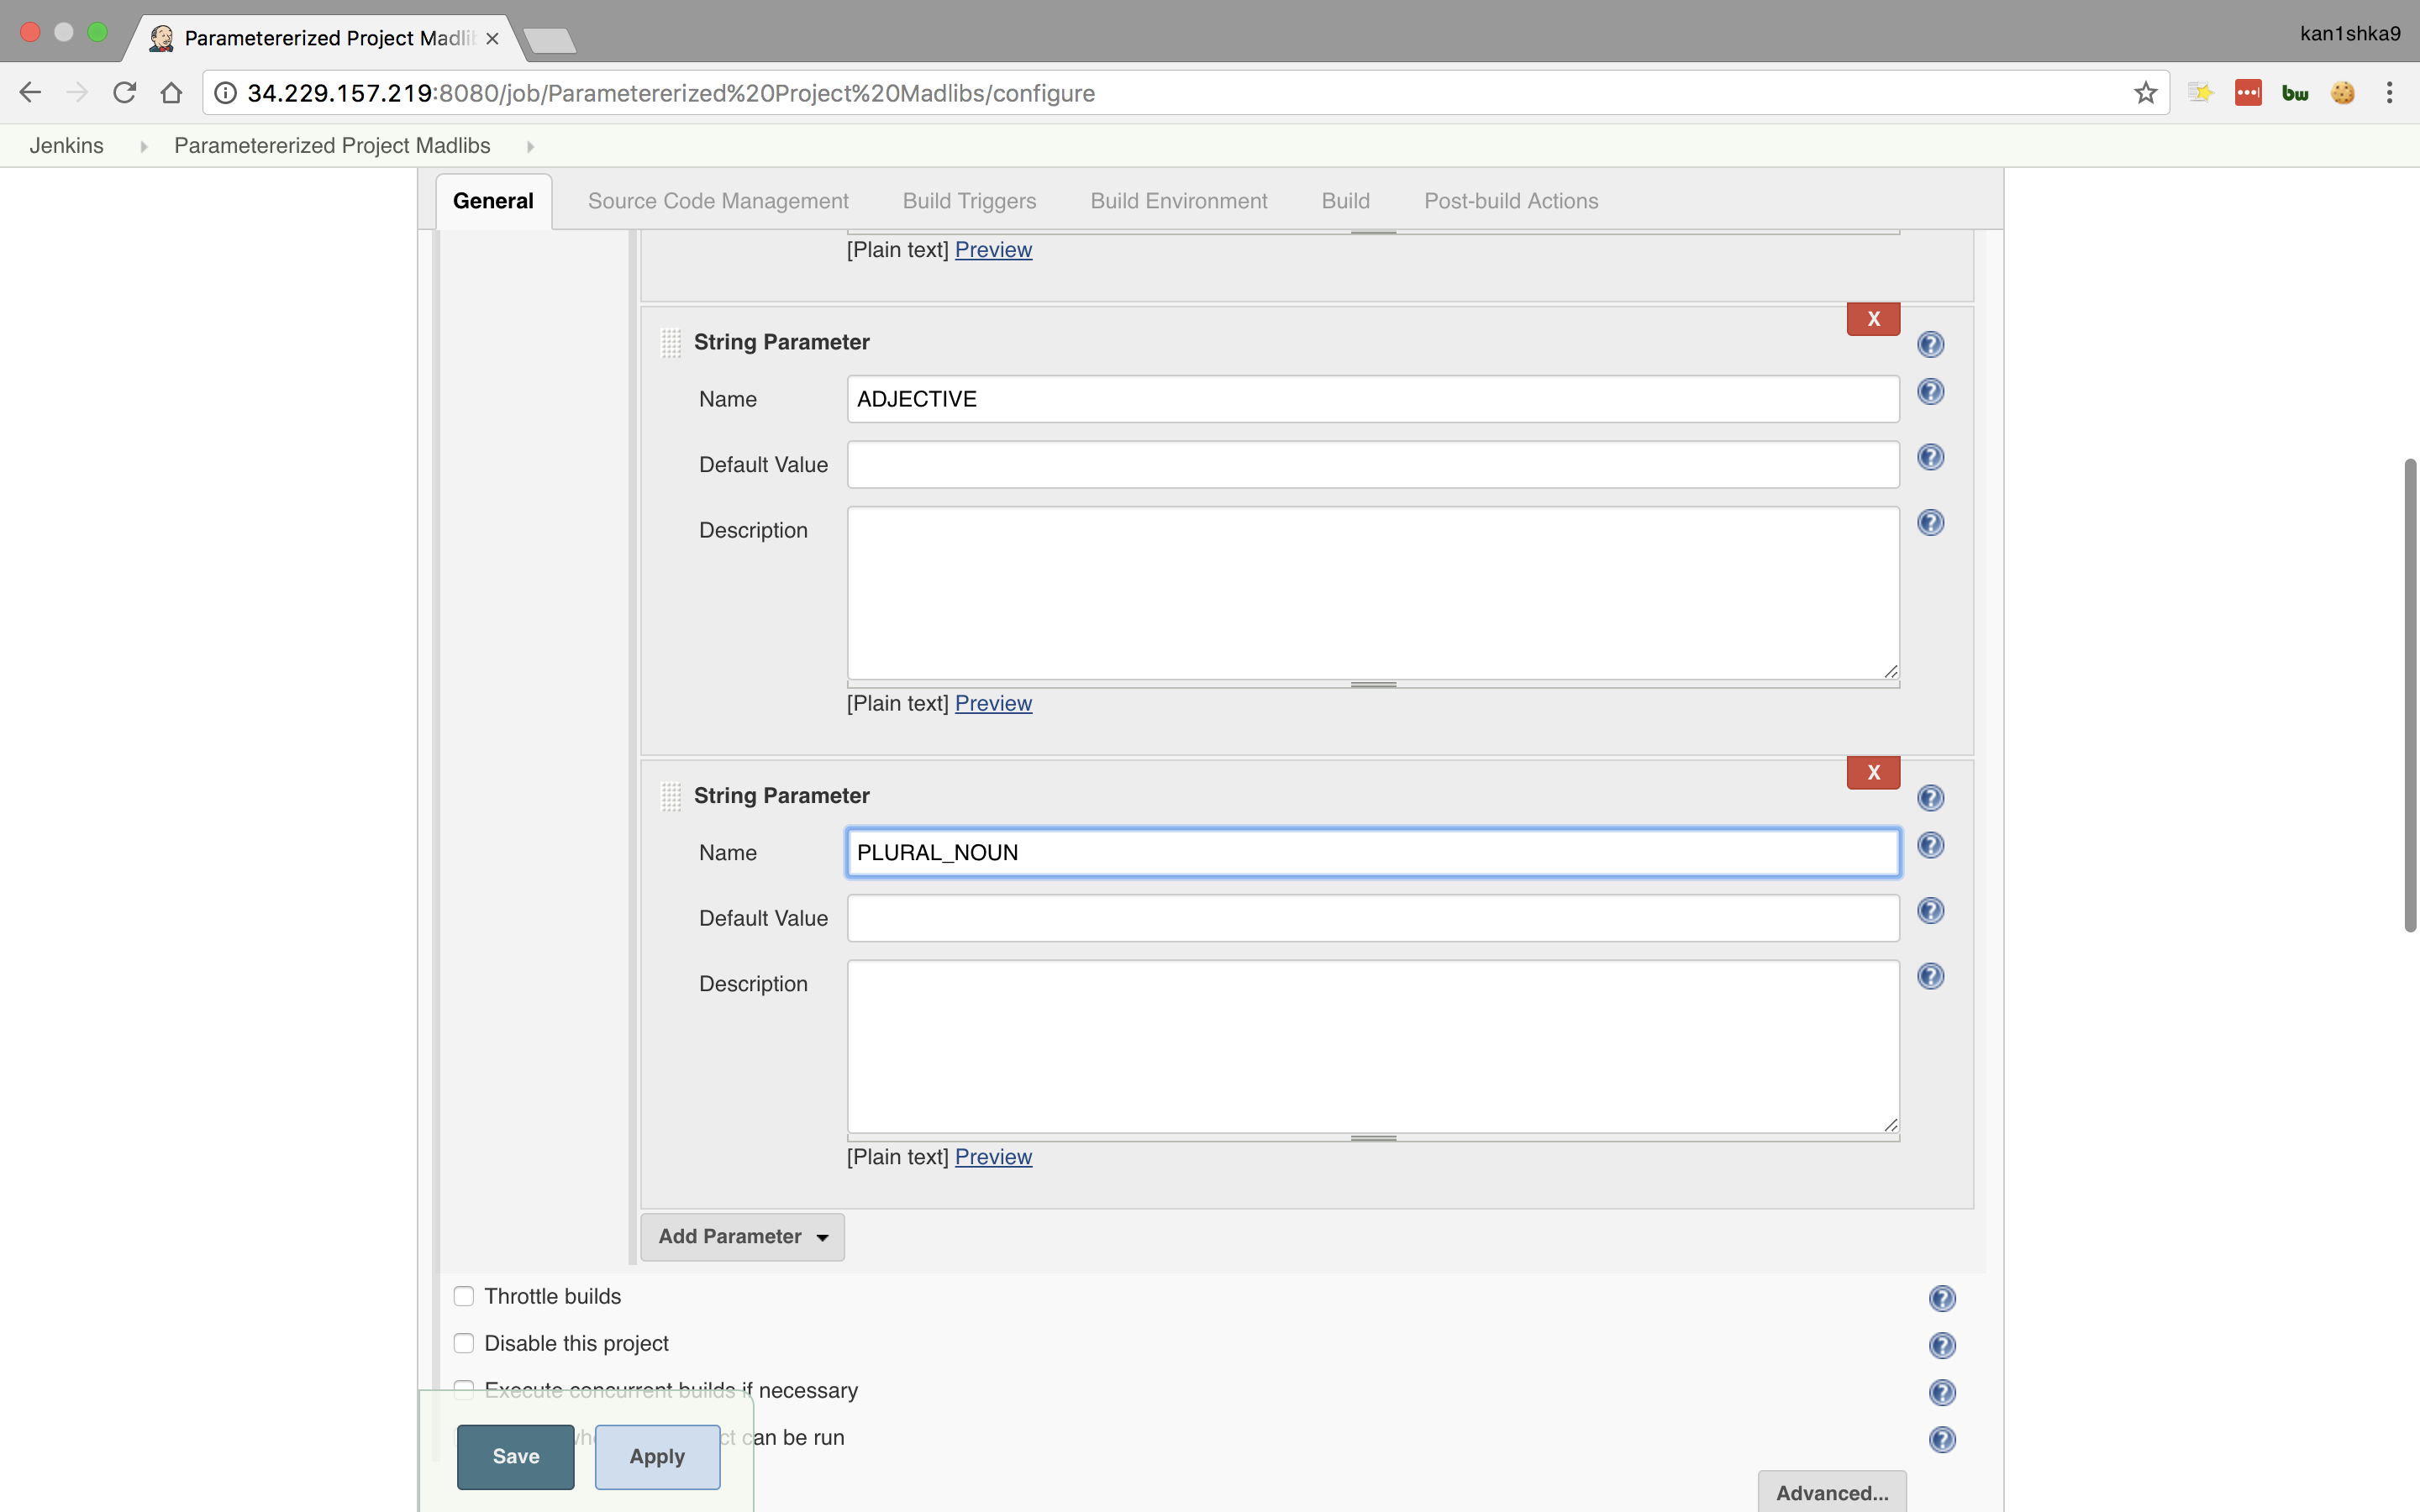 Parametererized Project Madli
kan1shka9
34.229.157.219:8080/job/Parametererized%20Project%20Madlibs/configure
bw
Jenkins
Parametererized Project Madlibs
General
Source Code Management
Build Triggers
Build Environment
Build
Post-build Actions
[Plain text] Preview
X
String Parameter
Name
ADJECTIVE
Default Value
Description
[Plain text] Preview
X
String Parameter
Name
PLURAL_NOUN
Default Value
Description
[Plain text] Preview
Add Parameter
Throttle builds
Disable this project
Execute concurrent builds if necessary
can be run
Save
Apply
Advanced...